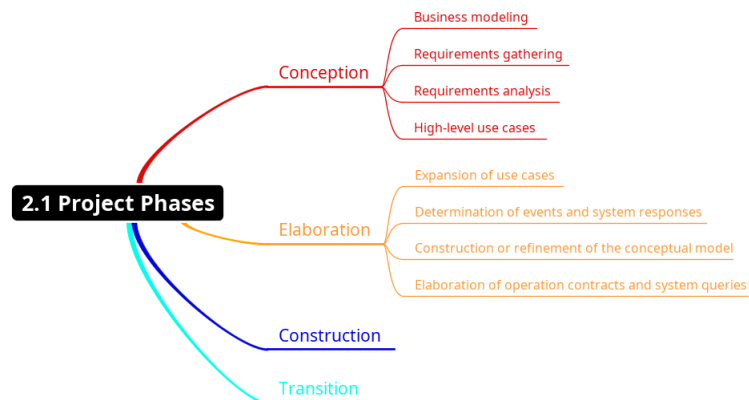 2.1 Project Phases
Conception
Business modeling
Requirements gathering
Requirements analysis
High-level use cases
Elaboration
Expansion of use cases
Determination of events and system responses
Construction or refinement of the conceptual model
Elaboration of operation contracts and system queries
Construction
Transition